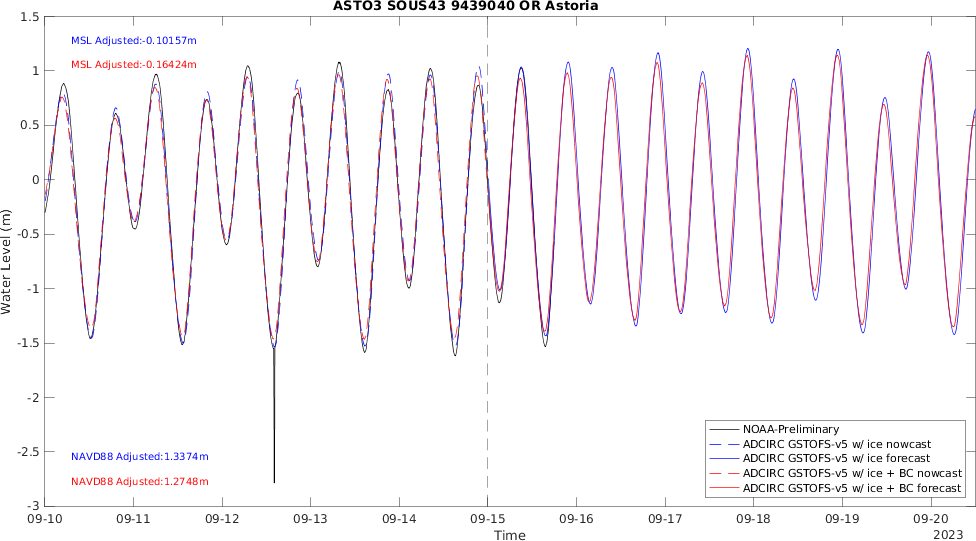 ASTO3 SOUS43 9439040 OR Astoria
MSL Adjusted:-0.10157m
MSL Adjusted:-0.16424m
Water Level (m)
1.5
1
0.5
0
-0.5
-1
-1.5
-2
-2.5
-3
NAVD88 Adjusted:1.3374m
NAVD88 Adjusted:1.2748m
NOAA-Preliminary
ADCIRC GSTOFS-v5 w/ ice nowcast
ADCIRC GSTOFS-v5 w/ ice forecast
ADCIRC GSTOFS-v5 w/ ice + BC nowcast
ADCIRC GSTOFS-v5 w/ ice + BC forecast
09-10 09-11 09-12 09-13 09-14 09-15 09-16 09-17 09-18 09-19 09-20
Time
2023